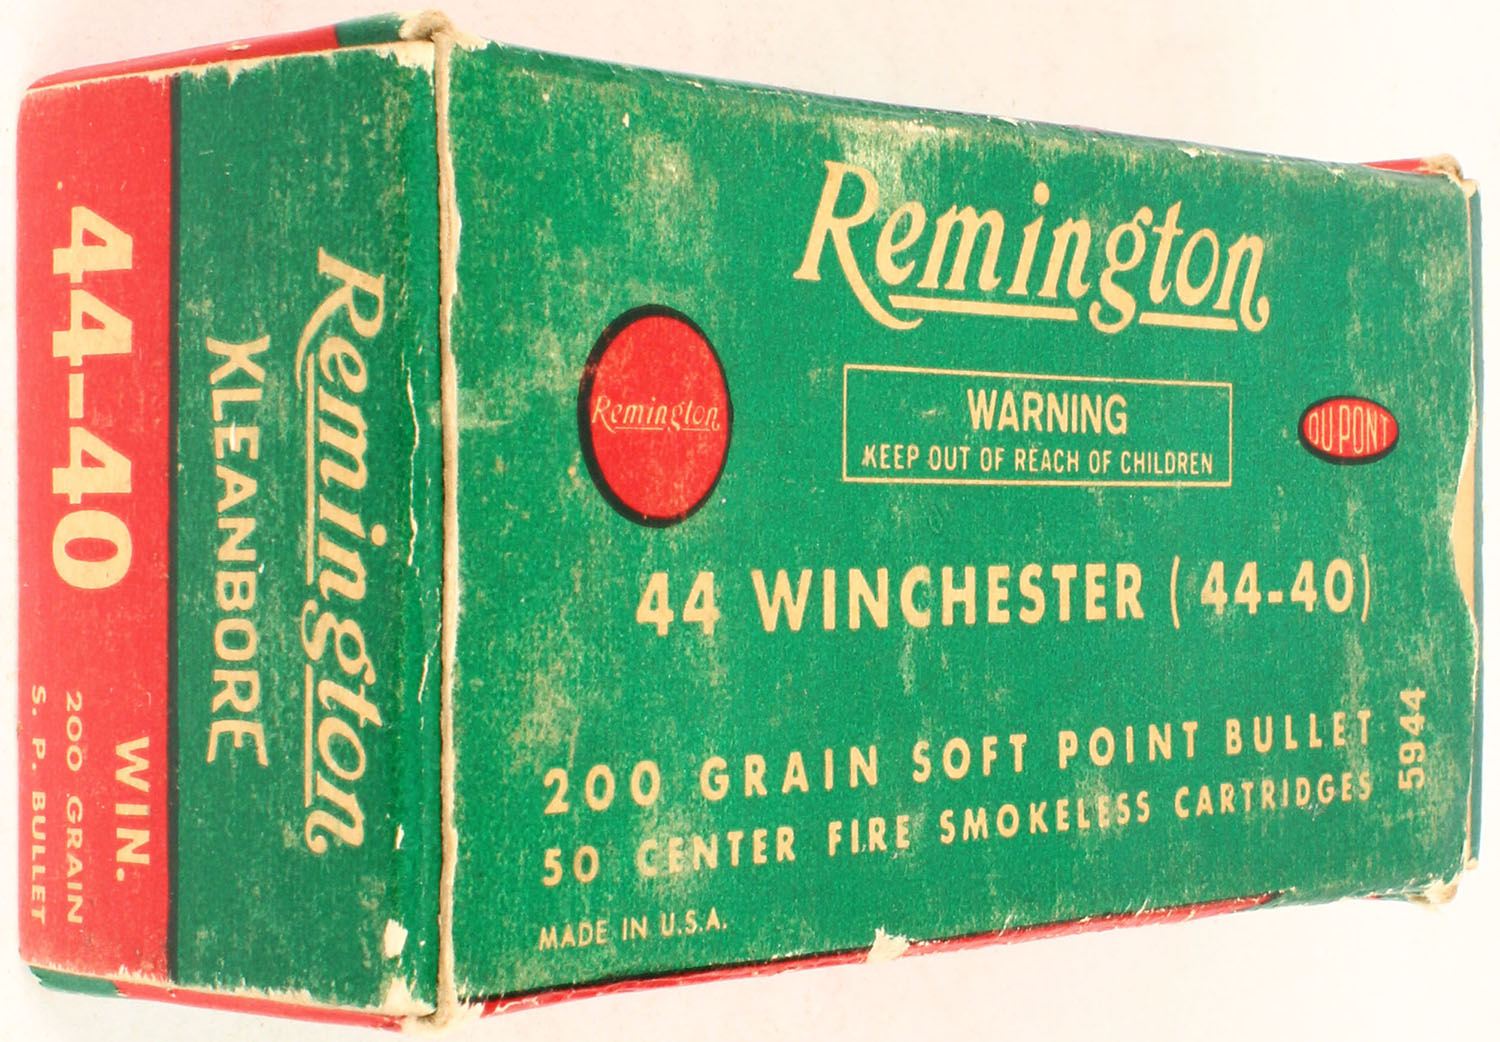 Remington
WARNING
KEEP OUT OF REACH OF CHILDREN
DU PONT
Remington
44 WINCHESTER (44-40)
200 GRAIN SOFT POINT BULLET
50 CENTER FIRE SMOKELESS CARTRIDGES
5944
MADE IN U.S.A.
Remington
KLEANBORE
44-40 WIN.
200 GRAIN
S. P. BULLET